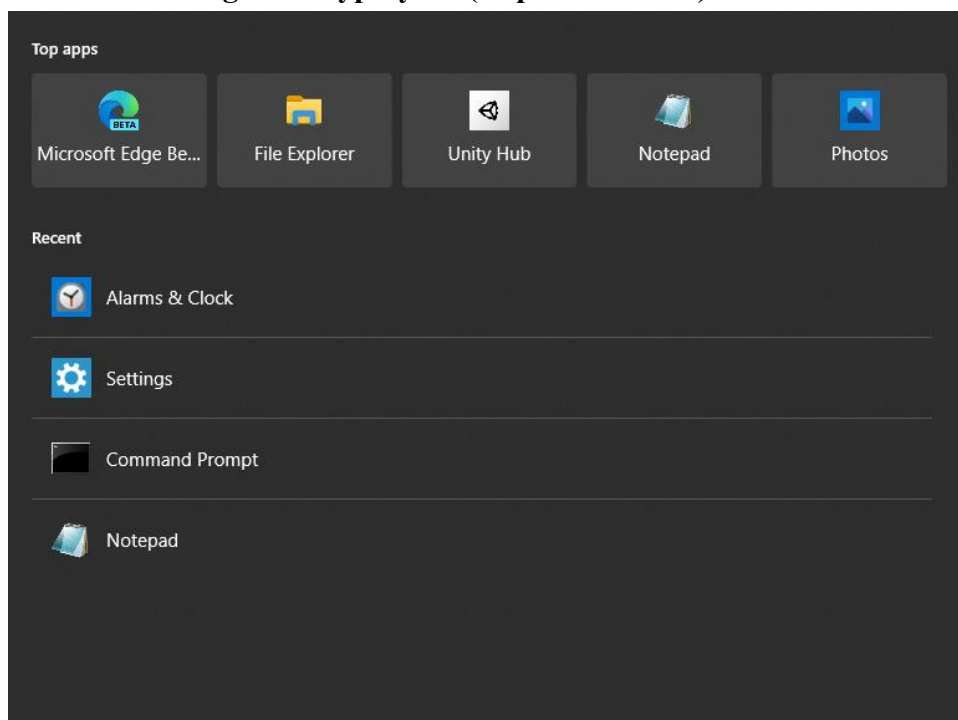 Top apps
BETA
Microsoft Edge Be... File Explorer Unity Hub Notepad Photos
Recent
Alarms & Clock
Settings
Command Prompt
Notepad